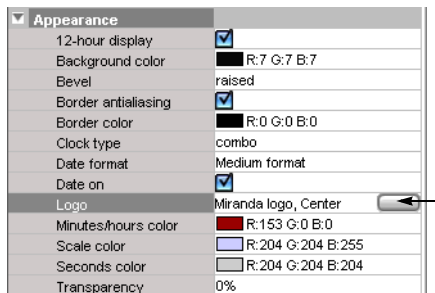 Appearance
12-hour display
Background color R:7 G:7 B:7
Bevel raised
Border antialiasing
Border color R:0 G:0 B:0
Clock type combo
Date format Medium format
Date on
Logo Miranda logo, Center
Minutes/hours color R:153 G:0 B:0
Scale color R:204 G:204 B:255
Seconds color R:204 G:204 B:204
Transparency 0%